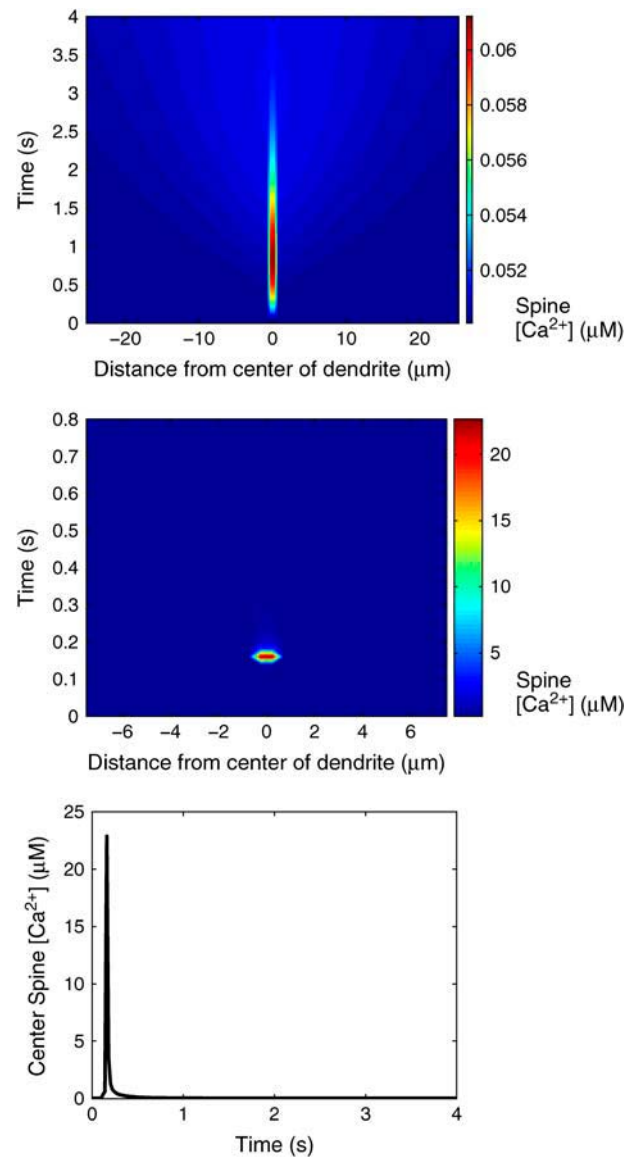 4
3.5
3
2.5
2
1.5
1
0.5
0
Time (s)
−20 −10 0 10 20
Distance from center of dendrite (μm)
0.06
0.058
0.056
0.054
0.052
Spine
[Ca²⁺] (μM)
0.8
0.7
0.6
0.5
0.4
0.3
0.2
0.1
0
Time (s)
−6 −4 −2 0 2 4 6
Distance from center of dendrite (μm)
20
15
10
5
Spine
[Ca²⁺] (μM)
25
20
15
10
5
0
Center Spine [Ca²⁺] (μM)
0 1 2 3 4
Time (s)